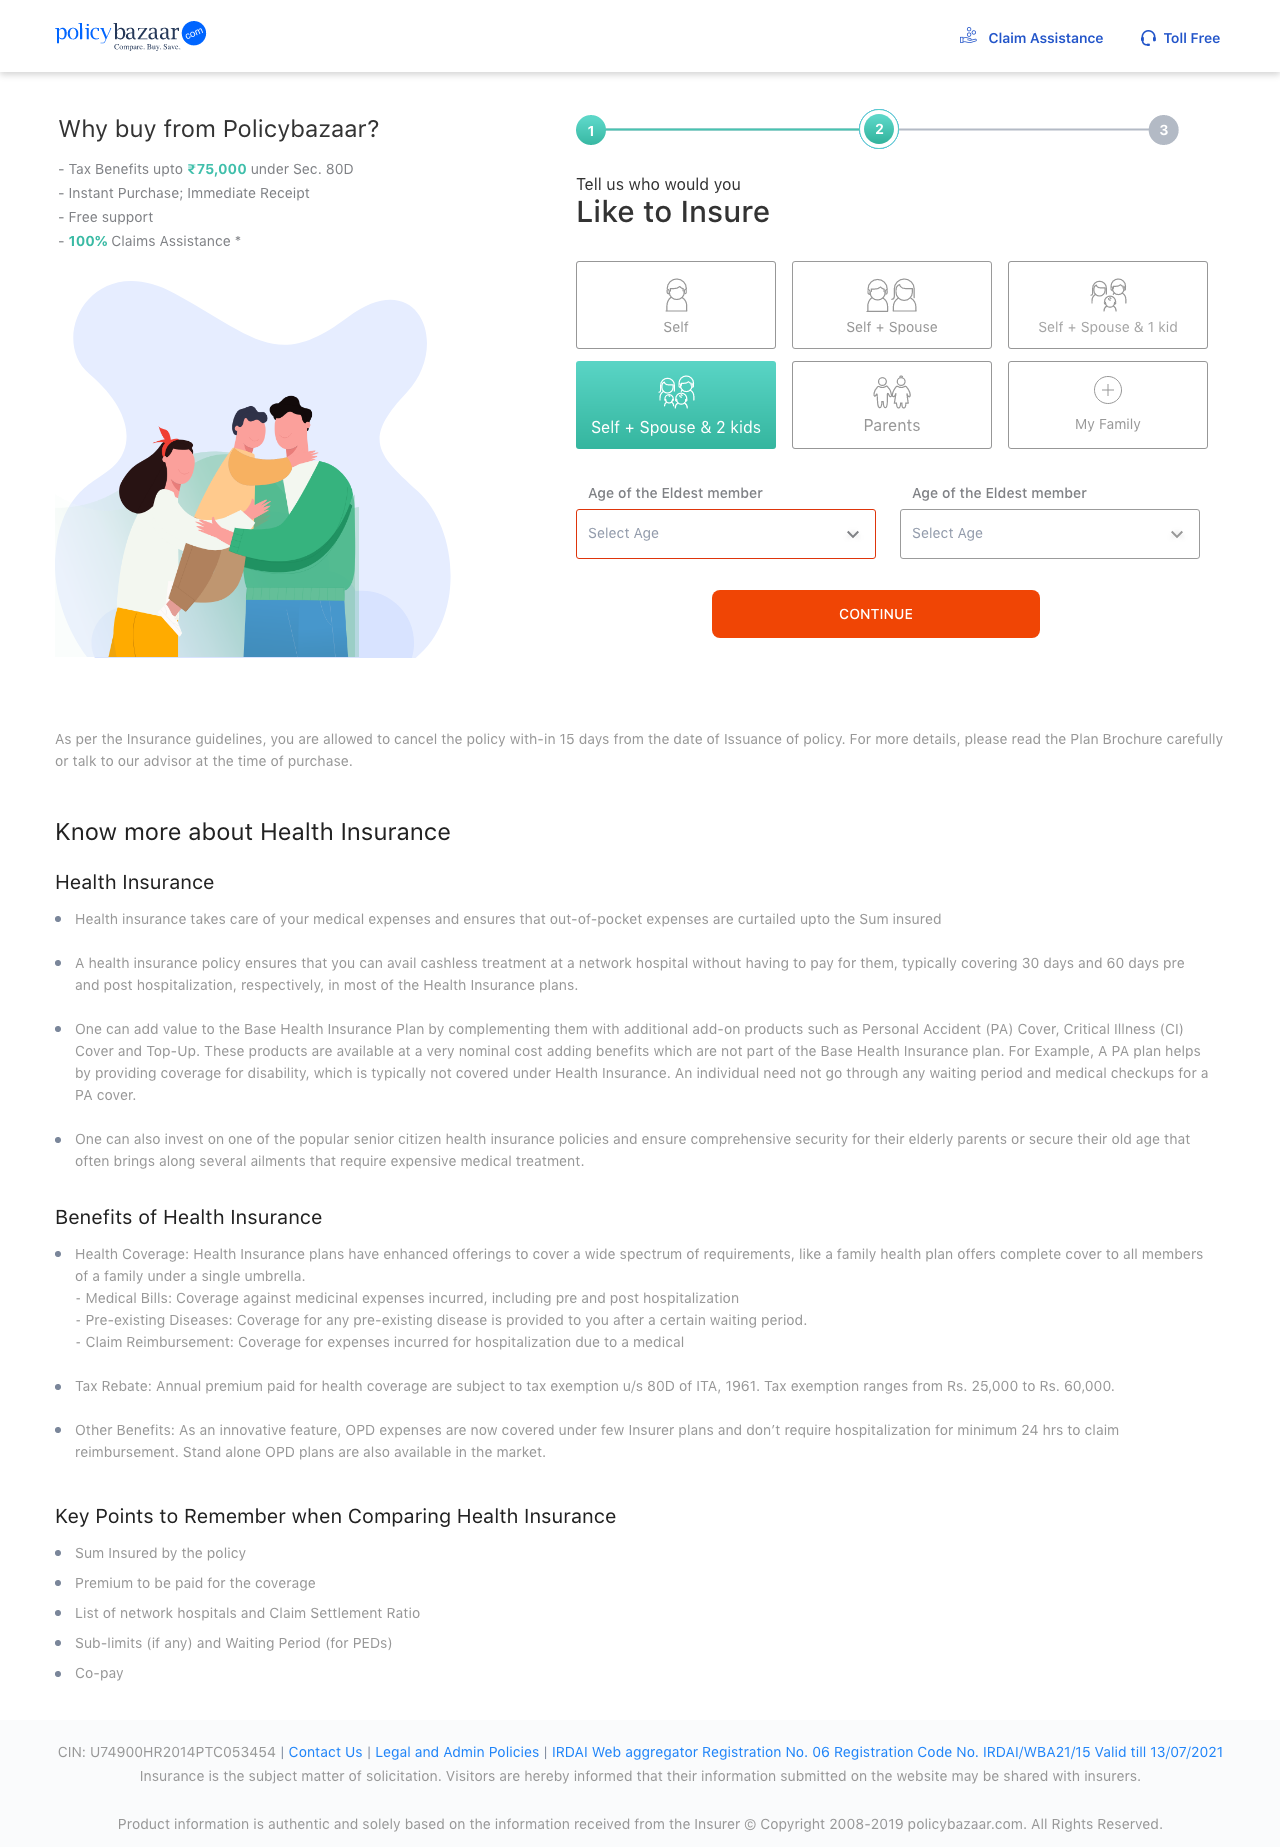 policybazaar com
Compare. Buy. Save.
Claim Assistance
Toll Free
Why buy from Policybazaar?
- Tax Benefits upto ₹75,000 under Sec. 80D
- Instant Purchase; Immediate Receipt
- Free support
- 100% Claims Assistance *
1
2
3
Tell us who would you
Like to Insure
Self
Self + Spouse
Self + Spouse & 1 kid
Self + Spouse & 2 kids
Parents
My Family
Age of the Eldest member
Age of the Eldest member
Select Age
Select Age
CONTINUE
As per the Insurance guidelines, you are allowed to cancel the policy with-in 15 days from the date of Issuance of policy. For more details, please read the Plan Brochure carefully
or talk to our advisor at the time of purchase.
Know more about Health Insurance
Health Insurance
Health insurance takes care of your medical expenses and ensures that out-of-pocket expenses are curtailed upto the Sum insured
A health insurance policy ensures that you can avail cashless treatment at a network hospital without having to pay for them, typically covering 30 days and 60 days pre
and post hospitalization, respectively, in most of the Health Insurance plans.
One can add value to the Base Health Insurance Plan by complementing them with additional add-on products such as Personal Accident (PA) Cover, Critical Illness (CI)
Cover and Top-Up. These products are available at a very nominal cost adding benefits which are not part of the Base Health Insurance plan. For Example, A PA plan helps
by providing coverage for disability, which is typically not covered under Health Insurance. An individual need not go through any waiting period and medical checkups for a
PA cover.
One can also invest on one of the popular senior citizen health insurance policies and ensure comprehensive security for their elderly parents or secure their old age that
often brings along several ailments that require expensive medical treatment.
Benefits of Health Insurance
Health Coverage: Health Insurance plans have enhanced offerings to cover a wide spectrum of requirements, like a family health plan offers complete cover to all members
of a family under a single umbrella.
- Medical Bills: Coverage against medicinal expenses incurred, including pre and post hospitalization
- Pre-existing Diseases: Coverage for any pre-existing disease is provided to you after a certain waiting period.
- Claim Reimbursement: Coverage for expenses incurred for hospitalization due to a medical
Tax Rebate: Annual premium paid for health coverage are subject to tax exemption u/s 80D of ITA, 1961. Tax exemption ranges from Rs. 25,000 to Rs. 60,000.
Other Benefits: As an innovative feature, OPD expenses are now covered under few Insurer plans and don’t require hospitalization for minimum 24 hrs to claim
reimbursement. Stand alone OPD plans are also available in the market.
Key Points to Remember when Comparing Health Insurance
Sum Insured by the policy
Premium to be paid for the coverage
List of network hospitals and Claim Settlement Ratio
Sub-limits (if any) and Waiting Period (for PEDs)
Co-pay
CIN: U74900HR2014PTC053454 | Contact Us | Legal and Admin Policies | IRDAI Web aggregator Registration No. 06 Registration Code No. IRDAI/WBA21/15 Valid till 13/07/2021
Insurance is the subject matter of solicitation. Visitors are hereby informed that their information submitted on the website may be shared with insurers.
Product information is authentic and solely based on the information received from the Insurer © Copyright 2008-2019 policybazaar.com. All Rights Reserved.